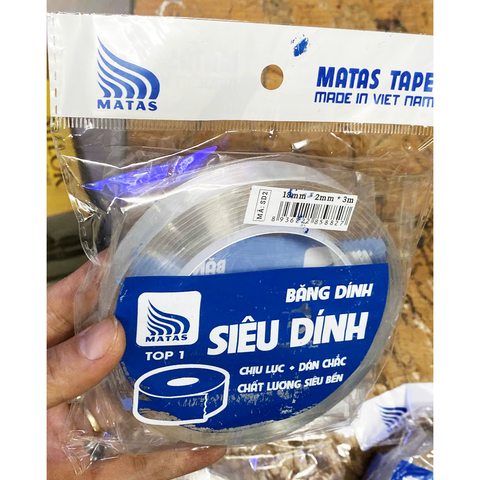 MATAS
MATAS TAPE
MADE IN VIET NAM
MÃ: SD2
18mm * 2mm * 3m
BĂNG DÍNH
SIÊU DÍNH
CHỊU LỰC + DÁN CHẮC
CHẤT LƯỢNG SIÊU BỀN
MATAS
TOP 1